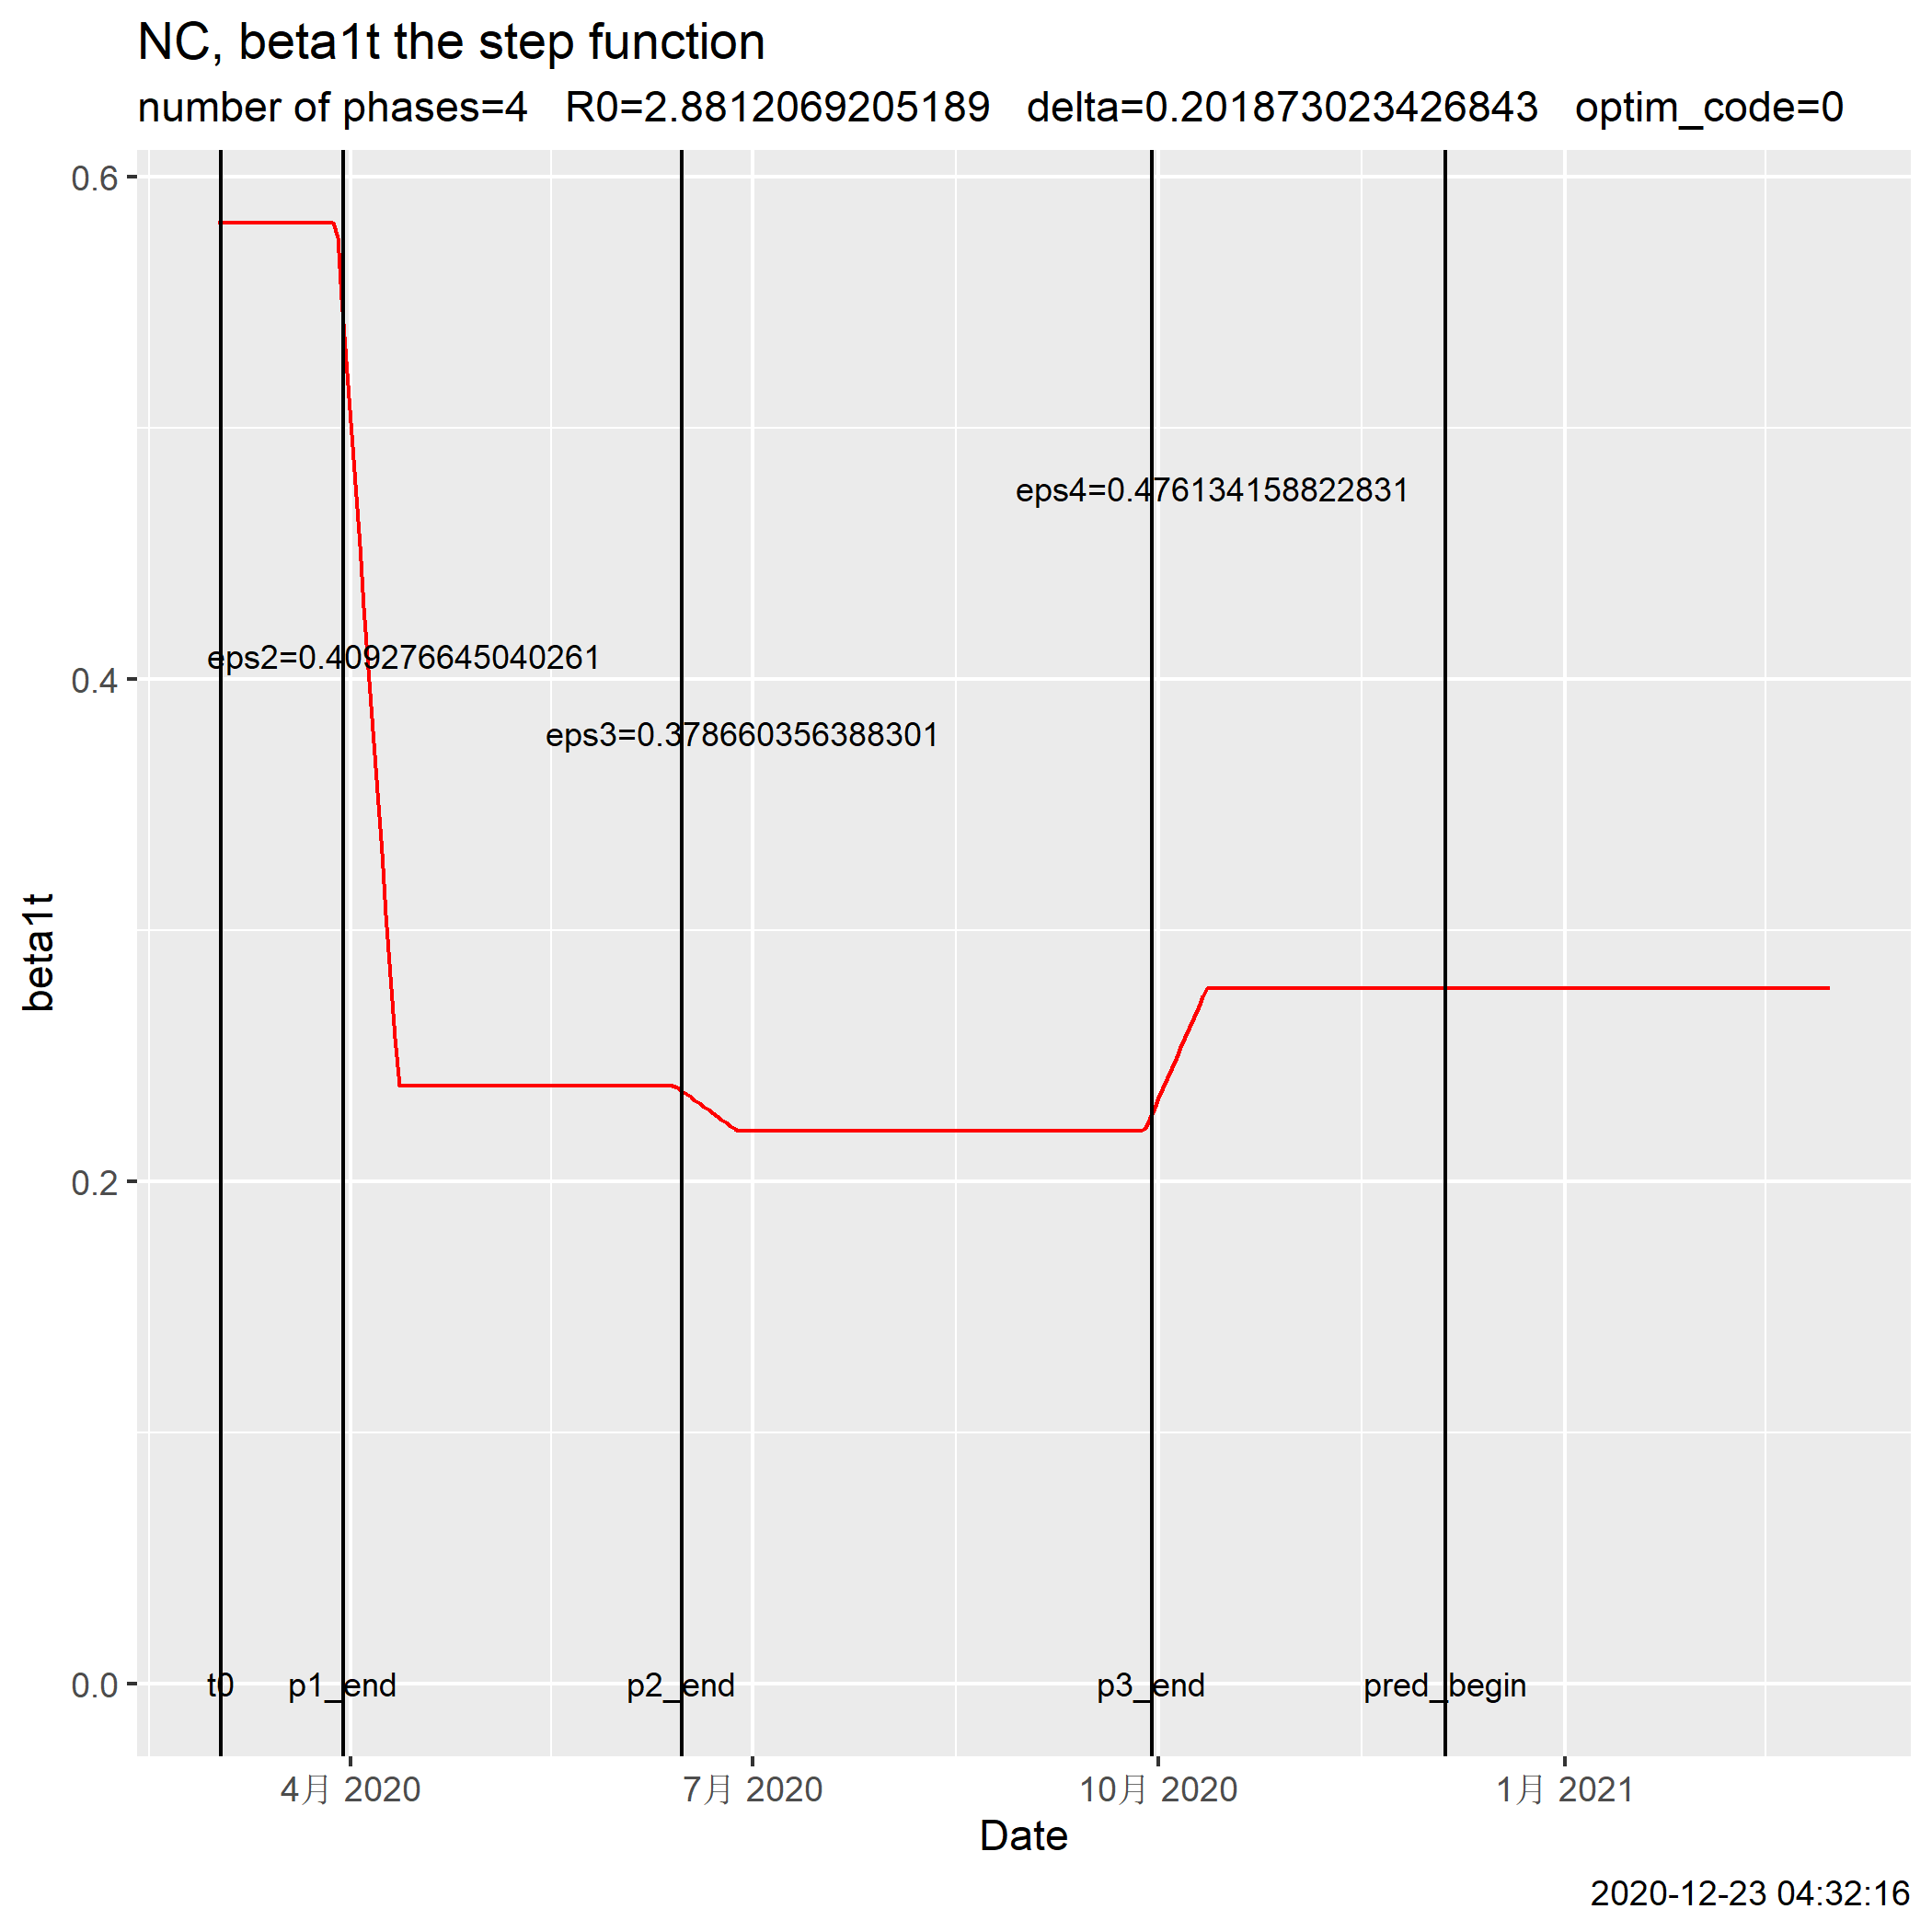 NC, beta1t the step function
number of phases=4   R0=2.8812069205189   delta=0.201873023426843   optim_code=0
0.6
eps4=0.476134158822831
eps2=0.409276645040261
0.4
eps3=0.378660356388301
beta1t
0.2
0.0
t0
p1_end
p2_end
p3_end
pred_begin
4月 2020
7月 2020
10月 2020
1月 2021
Date
2020-12-23 04:32:16